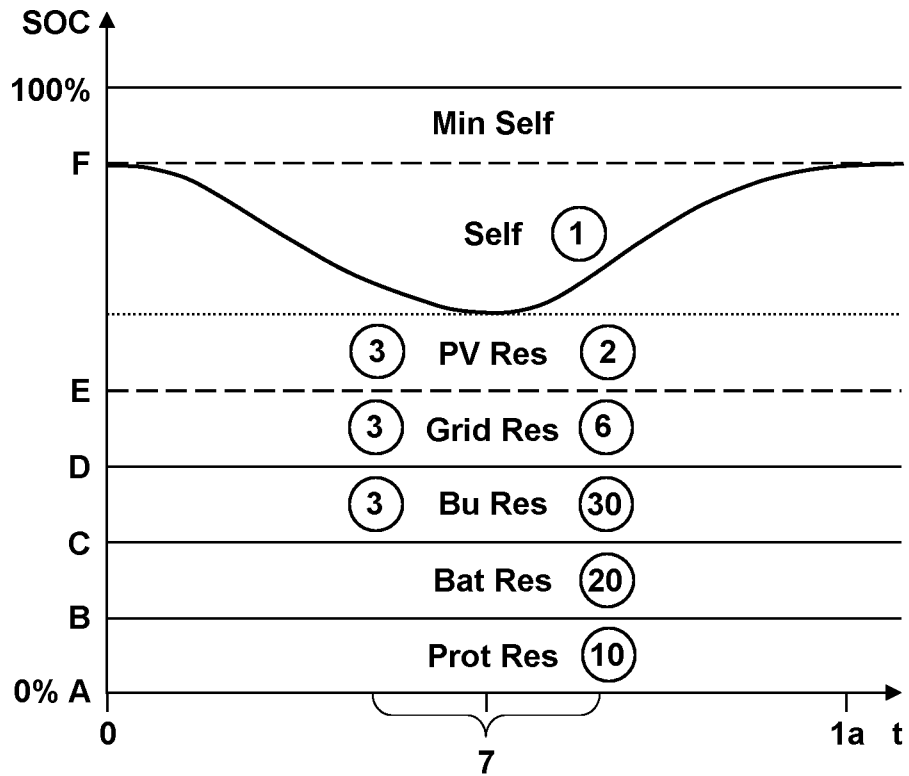 SOC
100%
Min Self
F
Self 1
3 PV Res 2
E
3 Grid Res 6
D
3 Bu Res 30
C
Bat Res 20
B
Prot Res 10
0% A
0 1a t
7